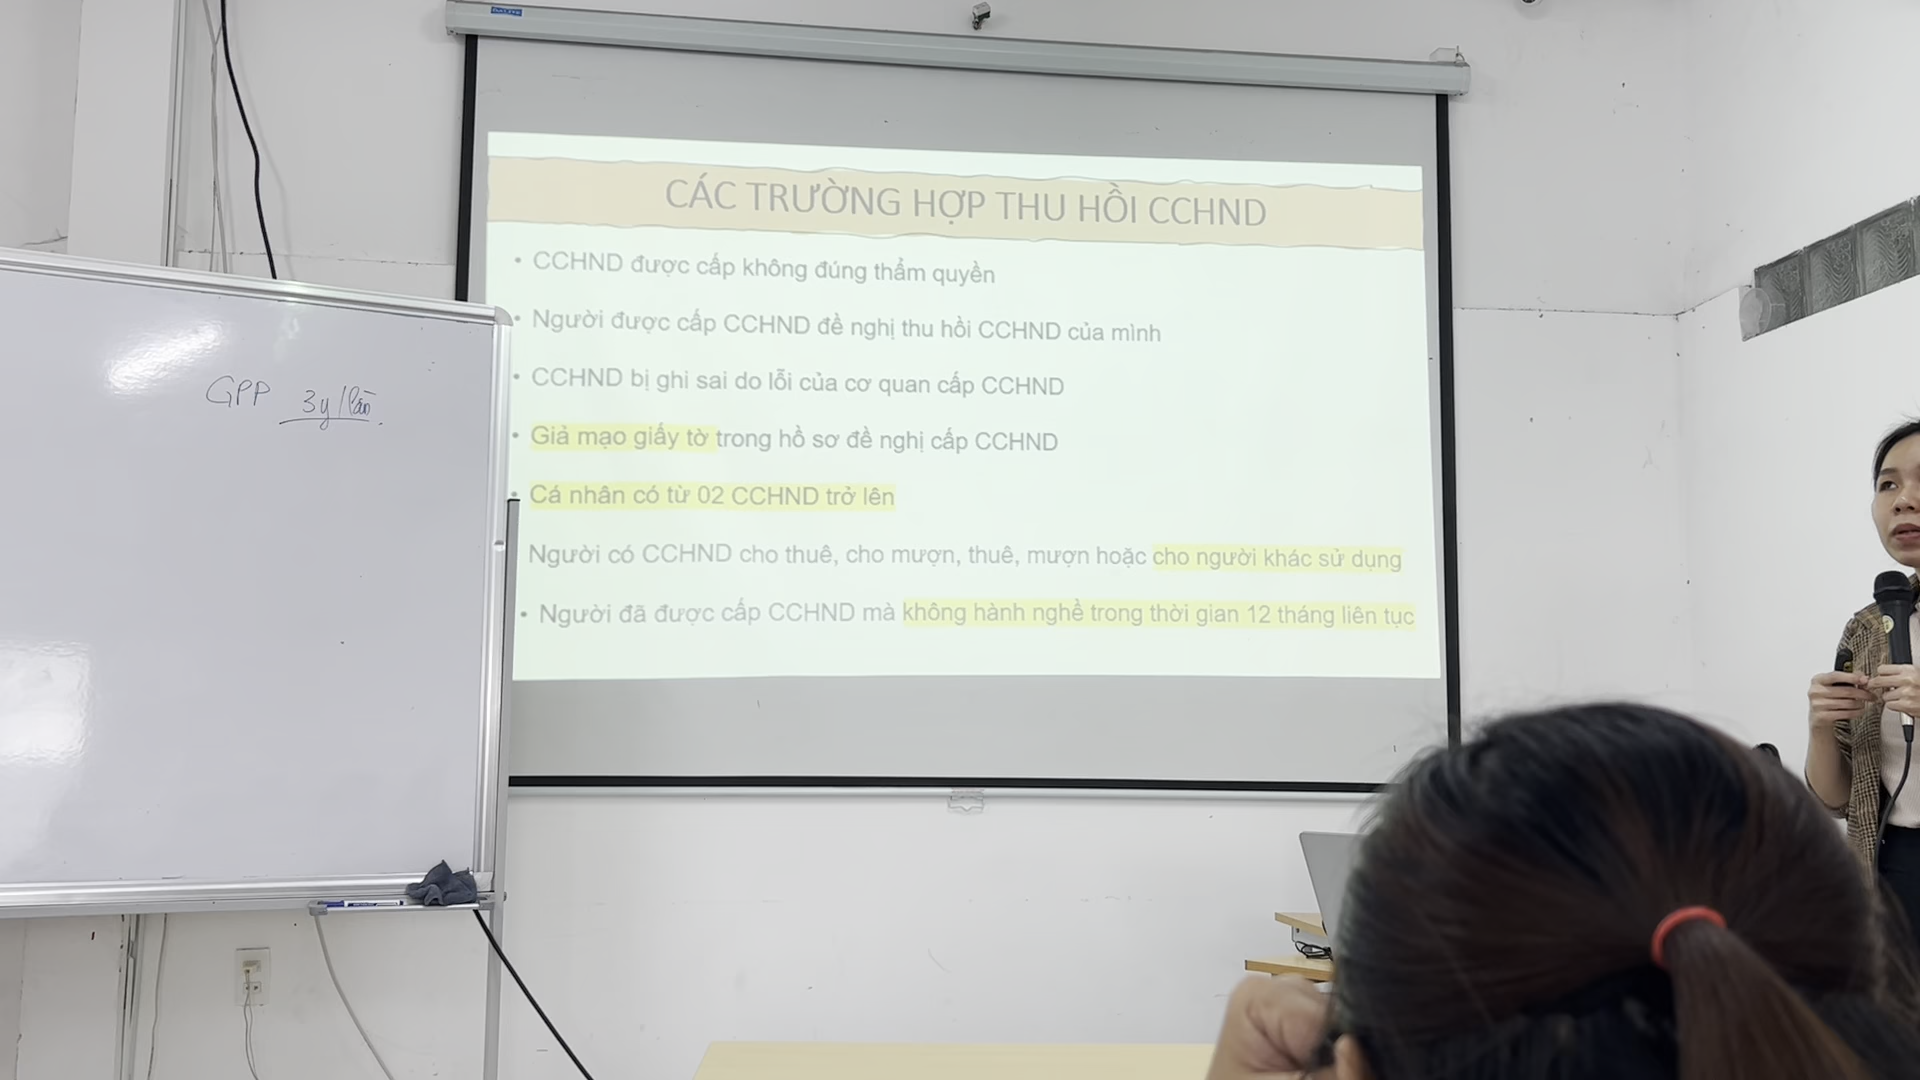 CÁC TRƯỜNG HỢP THU HỒI CCHND
• CCHND được cấp không đúng thẩm quyền
• Người được cấp CCHND đề nghị thu hồi CCHND của mình
• CCHND bị ghi sai do lỗi của cơ quan cấp CCHND
• Giả mạo giấy tờ trong hồ sơ đề nghị cấp CCHND
• Cá nhân có từ 02 CCHND trở lên
Người có CCHND cho thuê, cho mượn, thuê, mượn hoặc cho người khác sử dụng
• Người đã được cấp CCHND mà không hành nghề trong thời gian 12 tháng liên tục
GPP 3y/lần